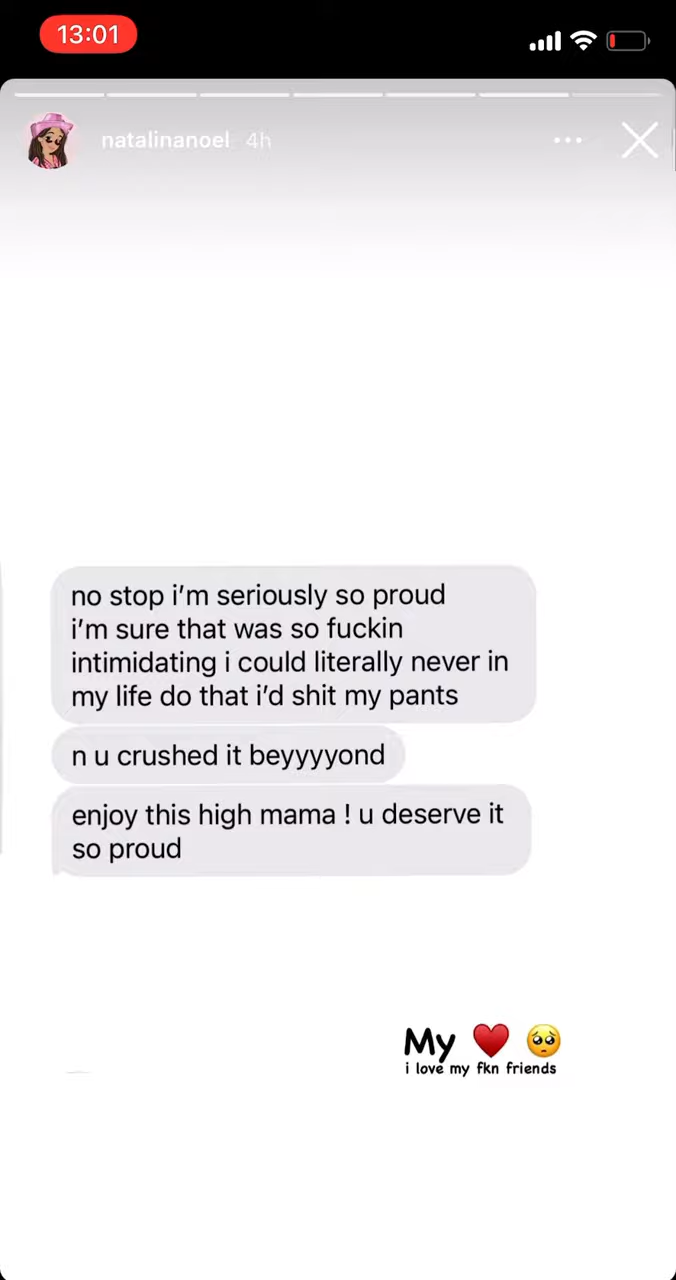 13:01
natalinanoel 4h
no stop i'm seriously so proud
i'm sure that was so fuckin
intimidating i could literally never in
my life do that i'd shit my pants
n u crushed it beyyyyond
enjoy this high mama ! u deserve it
so proud
My ❤️ 🥺
i love my fkn friends